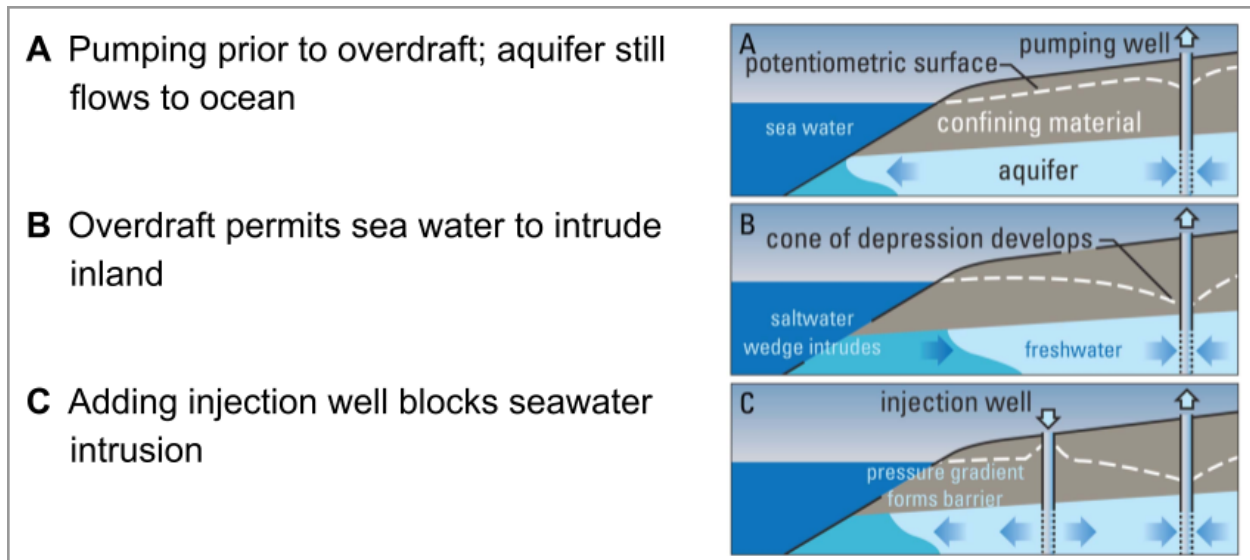 A Pumping prior to overdraft; aquifer still
flows to ocean
A
pumping well
potentiometric surface
sea water
confining material
aquifer
B Overdraft permits sea water to intrude
inland
B
cone of depression develops
saltwater
wedge intrudes
freshwater
C Adding injection well blocks seawater
intrusion
C
injection well
pressure gradient
forms barrier